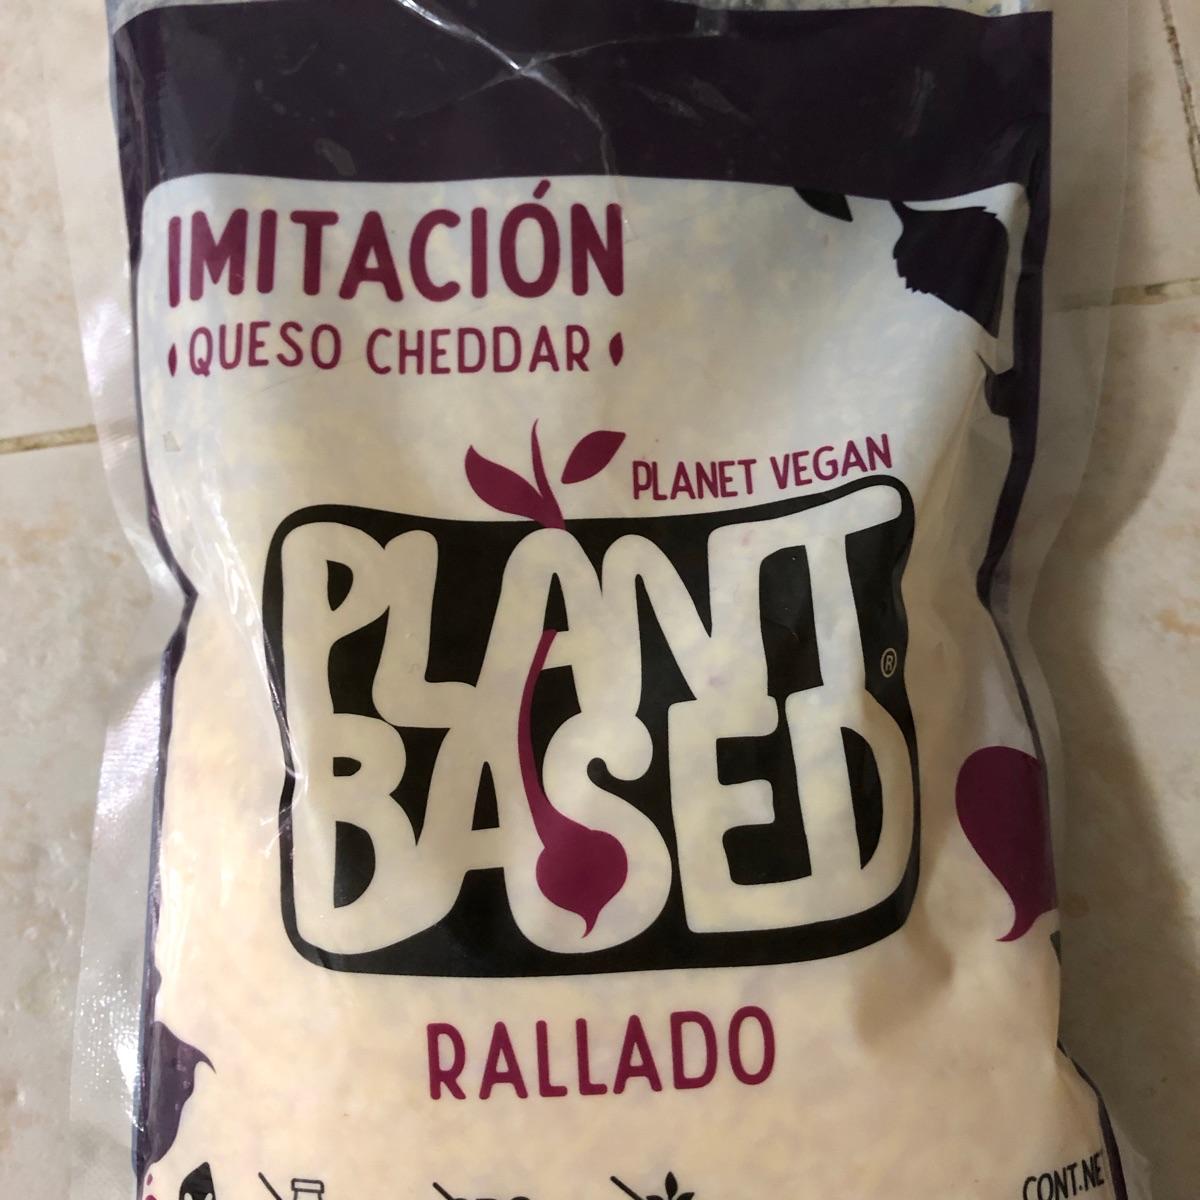 IMITACIÓN
QUESO CHEDDAR
PLANET VEGAN
PLANT
BASED
®
RALLADO
CONT.NE